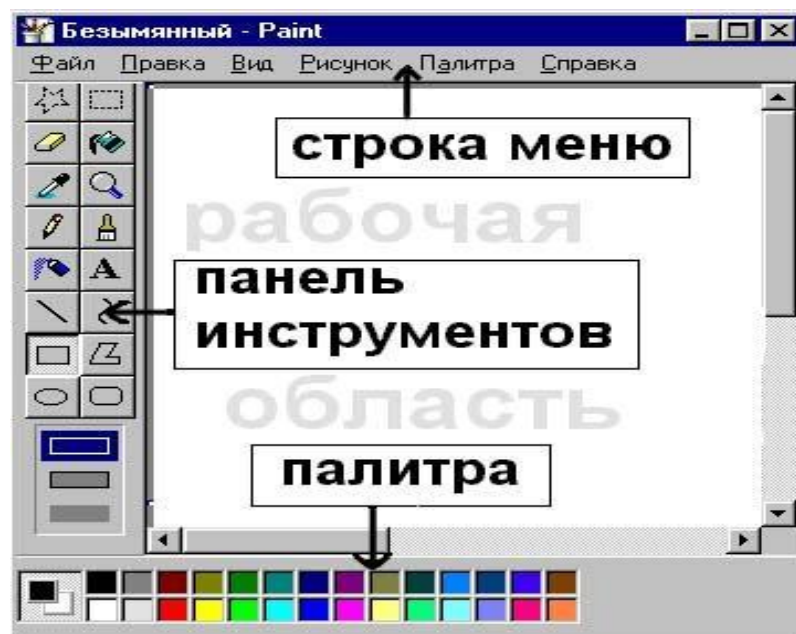 Безымянный - Paint
Файл Правка Вид Рисунок Палитра Справка
строка меню
рабочая
A
панель
инструментов
область
палитра